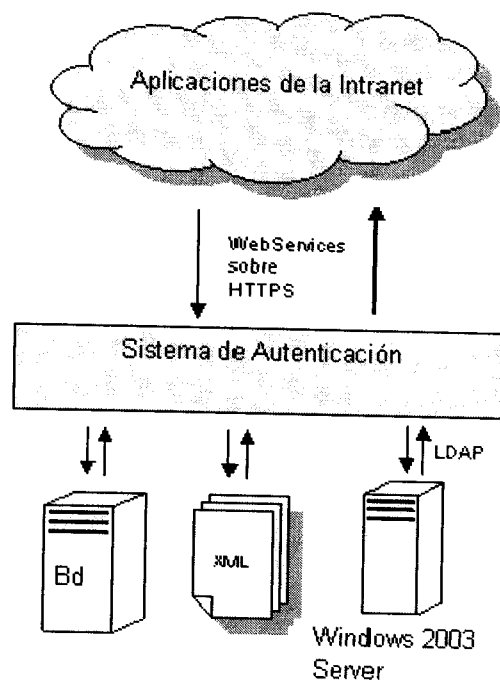 Aplicaciones de la Intranet
WebServices
sobre
HTTPS
Sistema de Autenticación
LDAP
Bd
XML
Windows 2003
Server